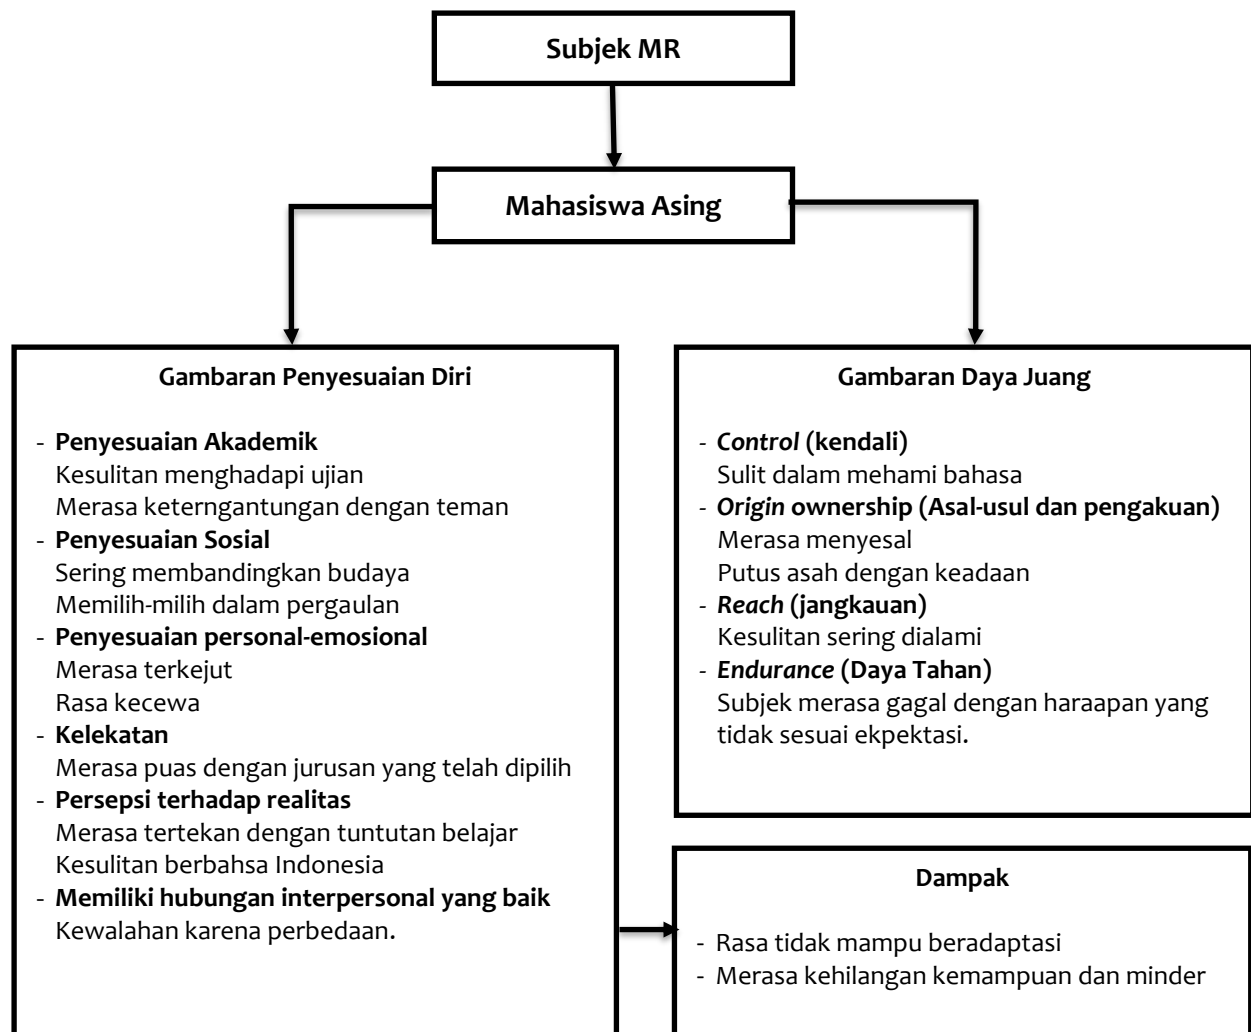 Subjek MR
Mahasiswa Asing
Gambaran Penyesuaian Diri
- Penyesuaian Akademik
Kesulitan menghadapi ujian
Merasa keterngantungan dengan teman
- Penyesuaian Sosial
Sering membandingkan budaya
Memilih-milih dalam pergaulan
- Penyesuaian personal-emosional
Merasa terkejut
Rasa kecewa
- Kelekatan
Merasa puas dengan jurusan yang telah dipilih
- Persepsi terhadap realitas
Merasa tertekan dengan tuntutan belajar
Kesulitan berbahsa Indonesia
- Memiliki hubungan interpersonal yang baik
Kewalahan karena perbedaan.
Gambaran Daya Juang
- Control (kendali)
Sulit dalam mehami bahasa
- Origin ownership (Asal-usul dan pengakuan)
Merasa menyesal
Putus asah dengan keadaan
- Reach (jangkauan)
Kesulitan sering dialami
- Endurance (Daya Tahan)
Subjek merasa gagal dengan haraapan yang
tidak sesuai ekpektasi.
Dampak
- Rasa tidak mampu beradaptasi
- Merasa kehilangan kemampuan dan minder